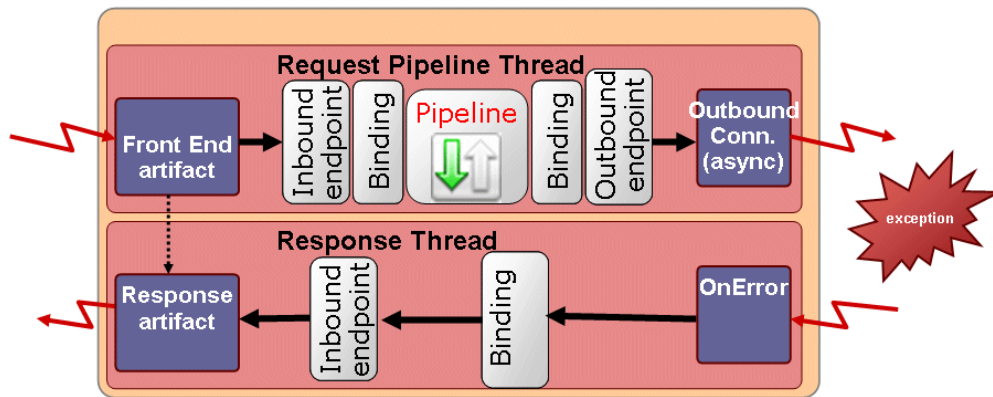 Request Pipeline Thread
Front End
artifact
Inbound
endpoint
Binding
Pipeline
Binding
Outbound
endpoint
Outbound
Conn.
(async)
exception
Response Thread
Response
artifact
Inbound
endpoint
Binding
OnError